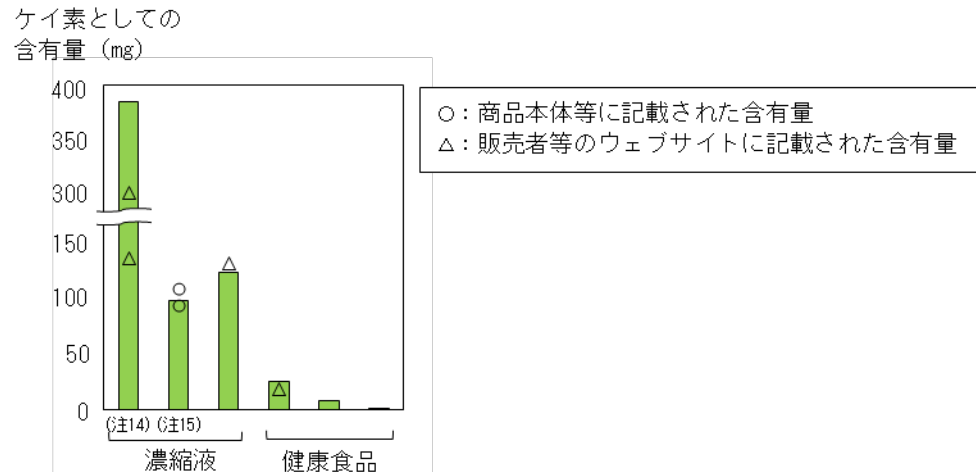 ケイ素としての
含有量 (mg)
400
350
300
150
100
50
0
○：商品本体等に記載された含有量
△：販売者等のウェブサイトに記載された含有量
(注14) (注15)
濃縮液 健康食品